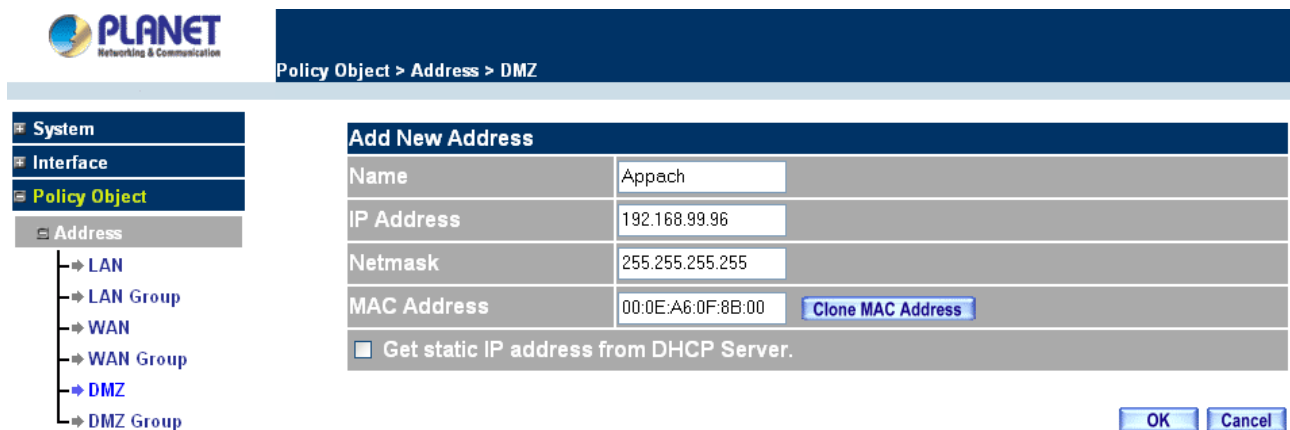 PLANET
Networking & Communication
Policy Object > Address > DMZ
System
Interface
Policy Object
Address
LAN
LAN Group
WAN
WAN Group
DMZ
DMZ Group
Add New Address
Name Appach
IP Address 192.168.99.96
Netmask 255.255.255.255
MAC Address 00:0E:A6:0F:8B:00 Clone MAC Address
Get static IP address from DHCP Server.
OK Cancel